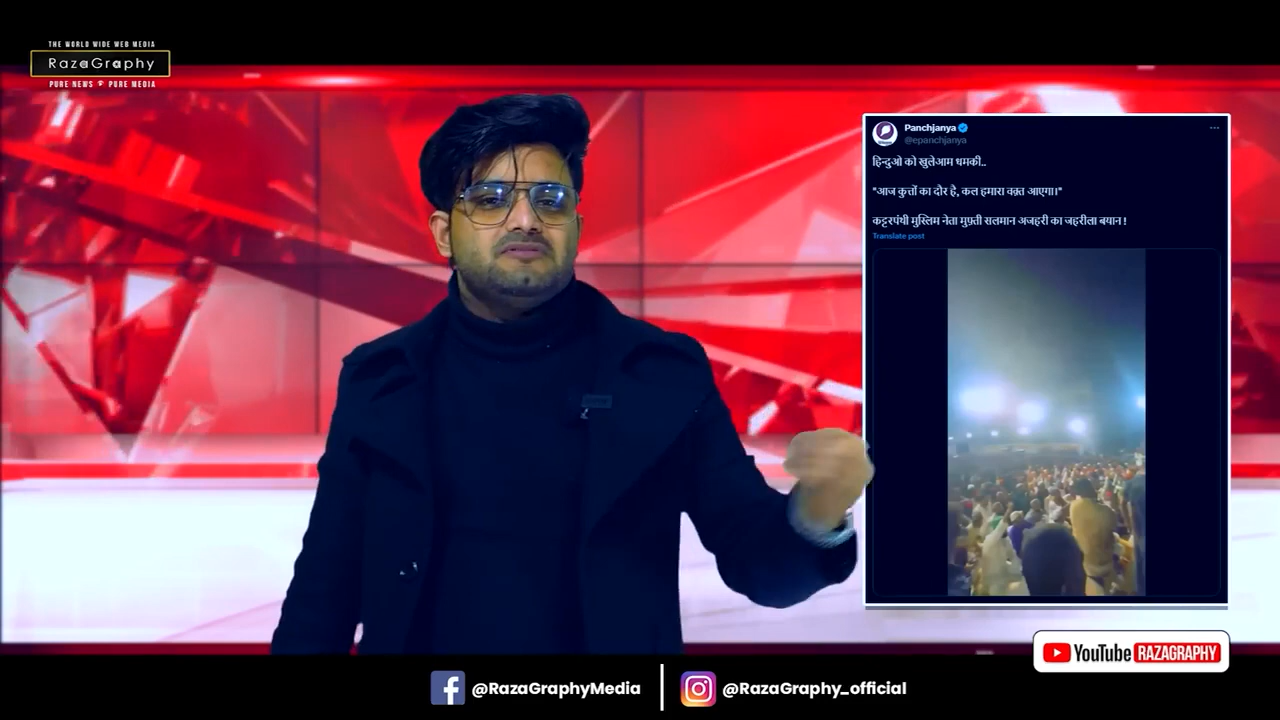 THE WORLD WIDE WEB MEDIA
RazaGraphy
PURE NEWS PURE MEDIA
Panchjanya
@epanchjanya
हिन्दुओ को खुलेआम धमकी..
"आज कुत्तों का दौर है, कल हमारा वक़्त आएगा।"
कट्टरपंथी मुस्लिम नेता मुफ़्ती सलमान अजहरी का जहरीला बयान !
Translate post
YouTube RAZAGRAPHY
@RazaGraphyMedia
@RazaGraphy_official